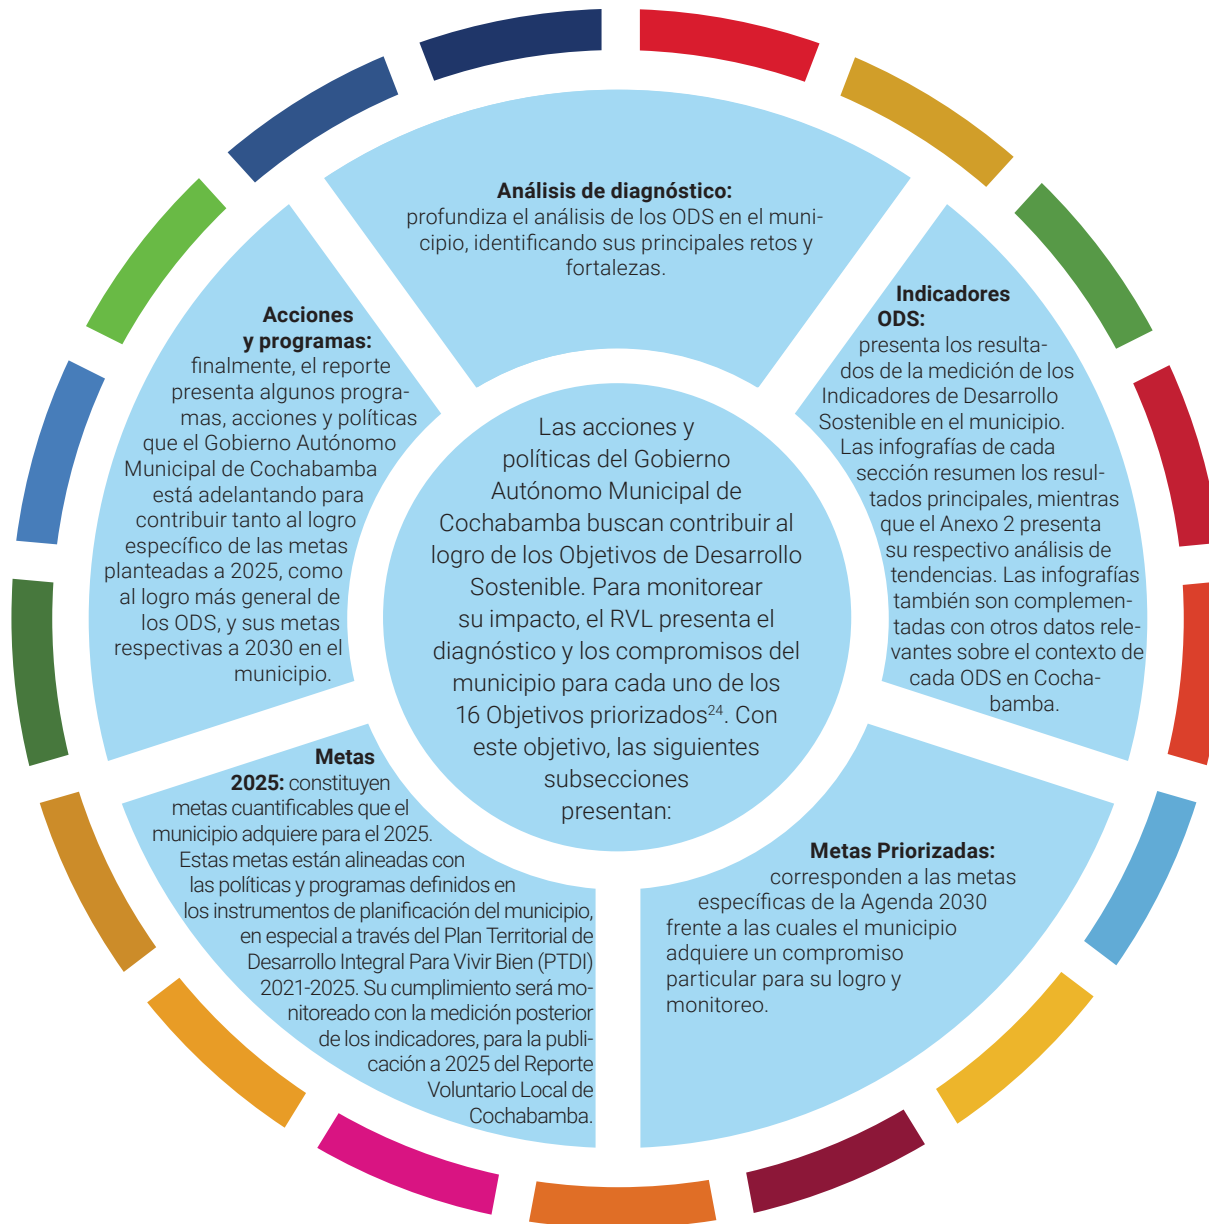 Análisis de diagnóstico:
profundiza el análisis de los ODS en el muni-
cipio, identificando sus principales retos y
fortalezas.
Indicadores
ODS:
presenta los resulta-
dos de la medición de los
Indicadores de Desarrollo
Sostenible en el municipio.
Las infografías de cada
sección resumen los resul-
tados principales, mientras
que el Anexo 2 presenta
su respectivo análisis de
tendencias. Las infografías
también son complemen-
tadas con otros datos rele-
vantes sobre el contexto de
cada ODS en Cocha-
bamba.
Metas Priorizadas:
corresponden a las metas
específicas de la Agenda 2030
frente a las cuales el municipio
adquiere un compromiso
particular para su logro y
monitoreo.
Metas
2025: constituyen
metas cuantificables que el
municipio adquiere para el 2025.
Estas metas están alineadas con
las políticas y programas definidos en
los instrumentos de planificación del municipio,
en especial a través del Plan Territorial de
Desarrollo Integral Para Vivir Bien (PTDI)
2021-2025. Su cumplimiento será mo-
nitoreado con la medición posterior
de los indicadores, para la publi-
cación a 2025 del Reporte
Voluntario Local de
Cochabamba.
Acciones
y programas:
finalmente, el reporte
presenta algunos progra-
mas, acciones y políticas
que el Gobierno Autónomo
Municipal de Cochabamba
está adelantando para
contribuir tanto al logro
específico de las metas
planteadas a 2025, como
al logro más general de
los ODS, y sus metas
respectivas a 2030 en el
municipio.
Las acciones y
políticas del Gobierno
Autónomo Municipal de
Cochabamba buscan contribuir al
logro de los Objetivos de Desarrollo
Sostenible. Para monitorear
su impacto, el RVL presenta el
diagnóstico y los compromisos del
municipio para cada uno de los
16 Objetivos priorizados²⁴. Con
este objetivo, las siguientes
subsecciones
presentan: